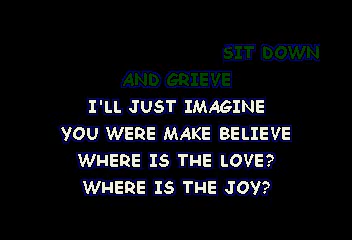 SIT DOWN
AND GRIEVE
I'LL JUST IMAGINE
YOU WERE MAKE BELIEVE
WHERE IS THE LOVE?
WHERE IS THE JOY?